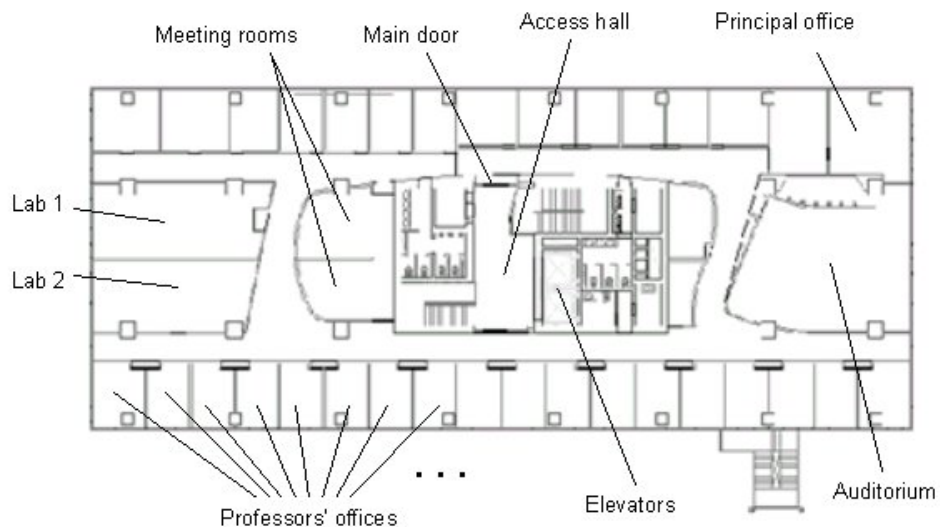 Meeting rooms
Main door
Access hall
Principal office
Lab 1
Lab 2
. . .
Professors' offices
Elevators
Auditorium